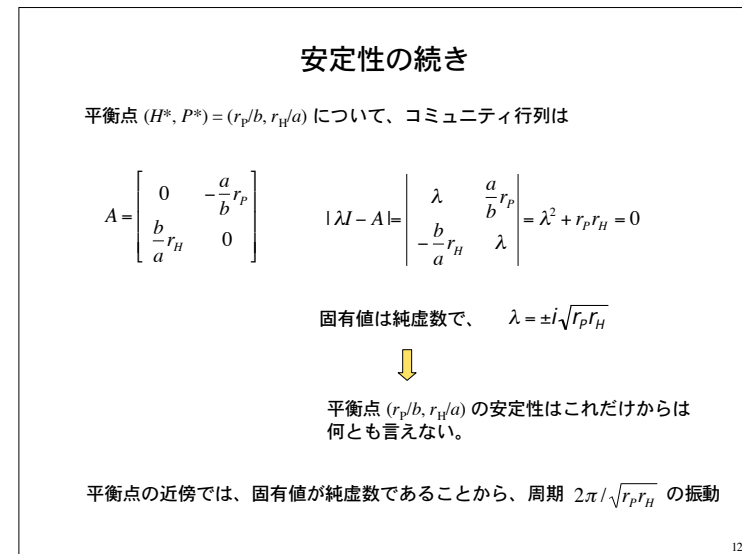 安定性の続き
平衡点 (H*, P*) = (r_P/b, r_H/a) について、コミュニティ行列は
A = [ 0  -\frac{a}{b}r_P ; \frac{b}{a}r_H  0 ]  |λI − A| = | λ  \frac{a}{b}r_P ; -\frac{b}{a}r_H  λ | = λ² + r_P r_H = 0
固有値は純虚数で、 λ = ±i√(r_P r_H)
平衡点 (r_P/b, r_H/a) の安定性はこれだけからは
何とも言えない。
平衡点の近傍では、固有値が純虚数であることから、周期 2π/√(r_P r_H) の振動
12